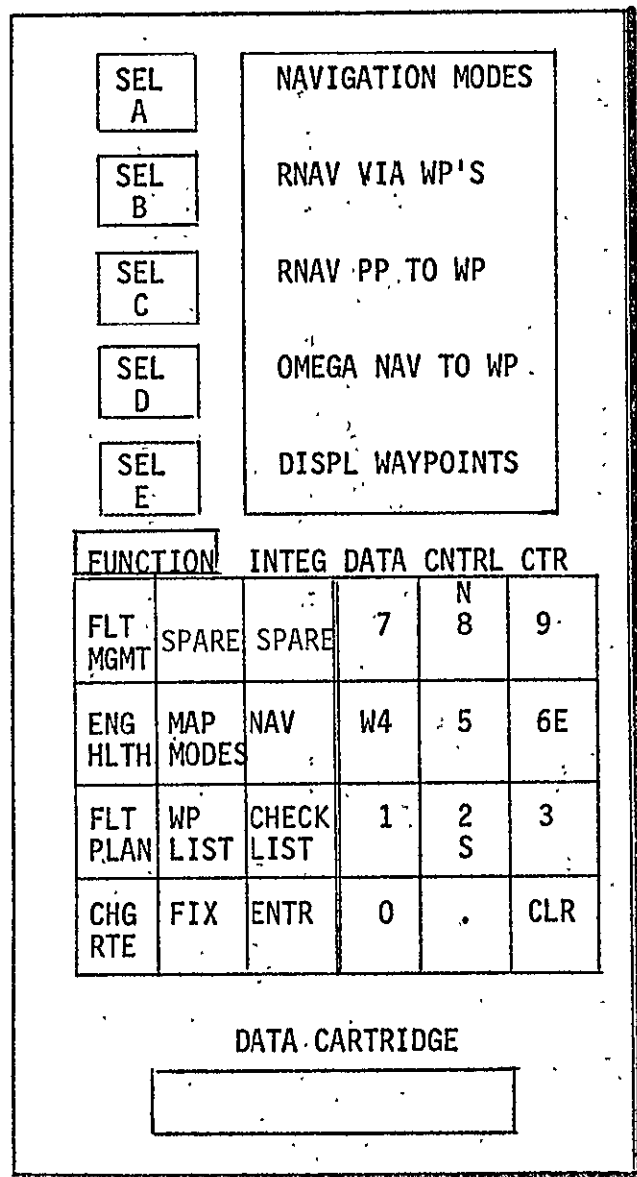 SEL
A
NAVIGATION MODES
SEL
B
RNAV VIA WP'S
SEL
C
RNAV PP TO WP
SEL
D
OMEGA NAV TO WP
SEL
E
DISPL WAYPOINTS
FUNCTION INTEG DATA CNTRL CTR
FLT
MGMT
SPARE
SPARE
7
N
8
9
ENG
HLTH
MAP
MODES
NAV
W4
5
6E
FLT
PLAN
WP
LIST
CHECK
LIST
1
2
S
3
CHG
RTE
FIX
ENTR
0
.
CLR
DATA CARTRIDGE